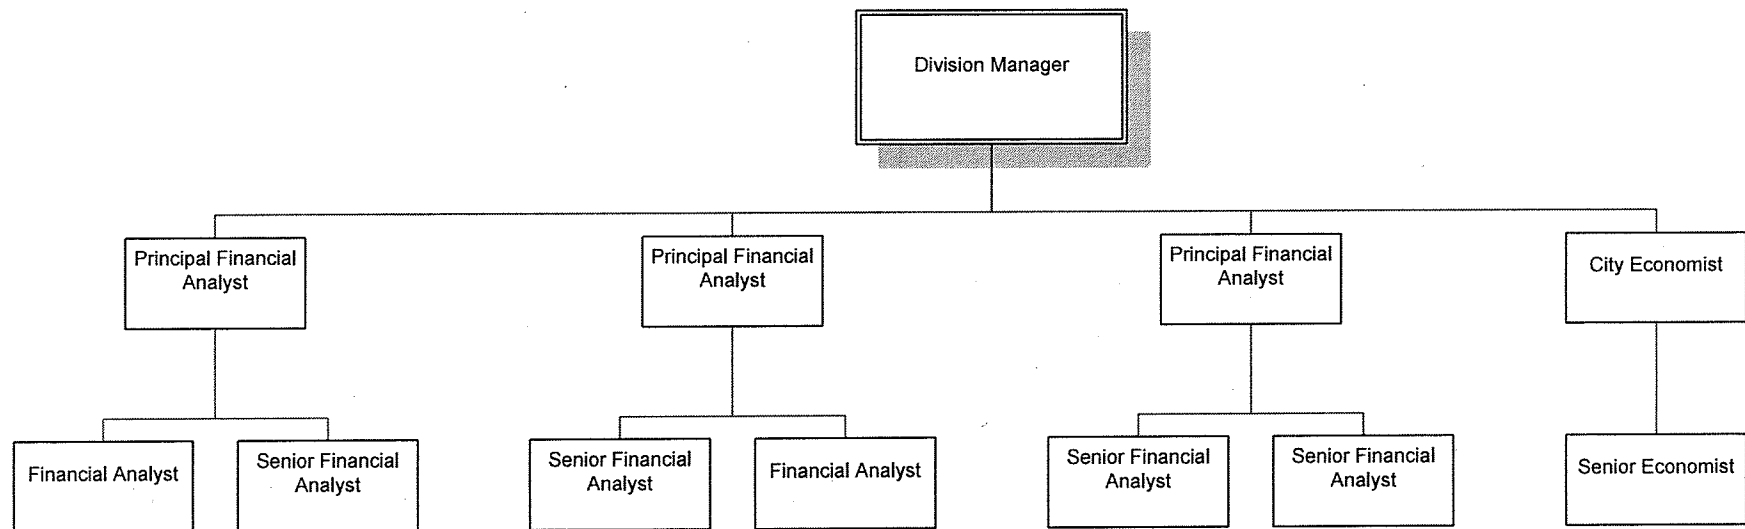 Division Manager
Principal Financial
Analyst
Principal Financial
Analyst
Principal Financial
Analyst
City Economist
Financial Analyst
Senior Financial
Analyst
Senior Financial
Analyst
Financial Analyst
Senior Financial
Analyst
Senior Financial
Analyst
Senior Economist